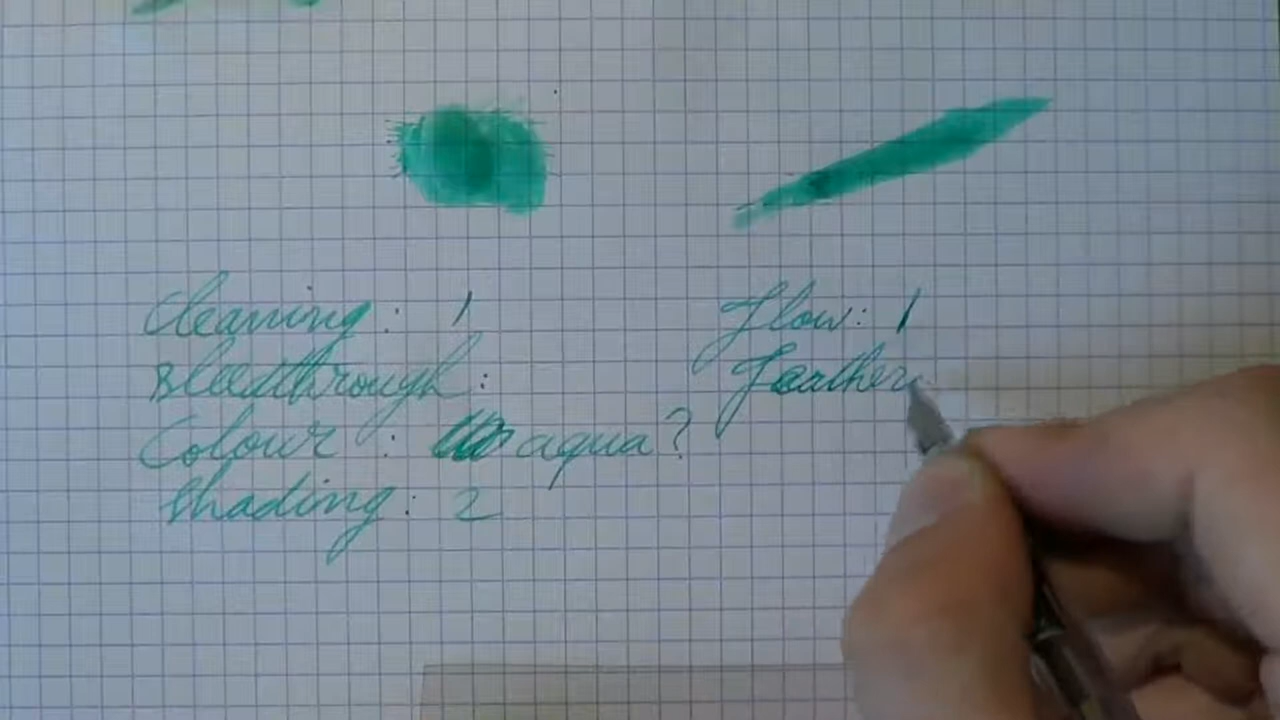 Cleaning: 1
Bleedthrough:
Colour : aqua?
Shading: 2
Flow: 1
Feather